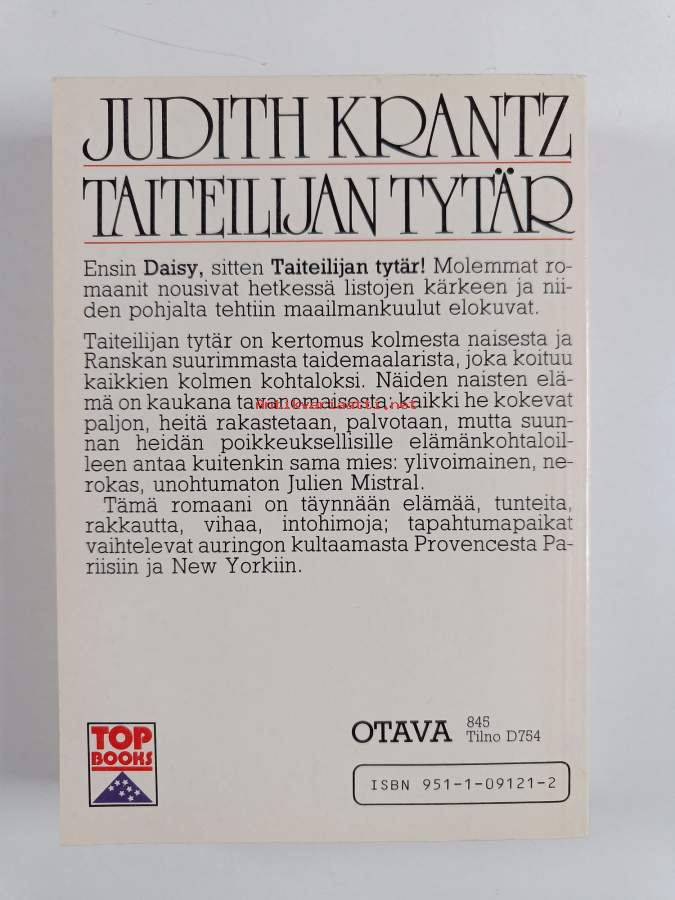 JUDITH KRANTZ
TAITEILIJAN TYTÄR
Ensin Daisy, sitten Taiteilijan tytär! Molemmat ro-
maanit nousivat hetkessä listojen kärkeen ja nii-
den pohjalta tehtiin maailmankuulut elokuvat.
Taiteilijan tytär on kertomus kolmesta naisesta ja
Ranskan suurimmasta taidemaalarista, joka koituu
kaikkien kolmen kohtaloksi. Näiden naisten elä-
mä on kaukana tavanomaisesta: kaikki he kokevat
Antikvariaatti.net
paljon, heitä rakastetaan, palvotaan, mutta suun-
nan heidän poikkeuksellisille elämänkohtaloil-
leen antaa kuitenkin sama mies: ylivoimainen, ne-
rokas, unohtumaton Julien Mistral.
Tämä romaani on täynnään elämää, tunteita,
rakkautta, vihaa, intohimoja; tapahtumapaikat
vaihtelevat auringon kultaamasta Provencesta Pa-
riisiin ja New Yorkiin.
TOP
BOOKS
OTAVA
845
Tilno D754
ISBN 951-1-09121-2